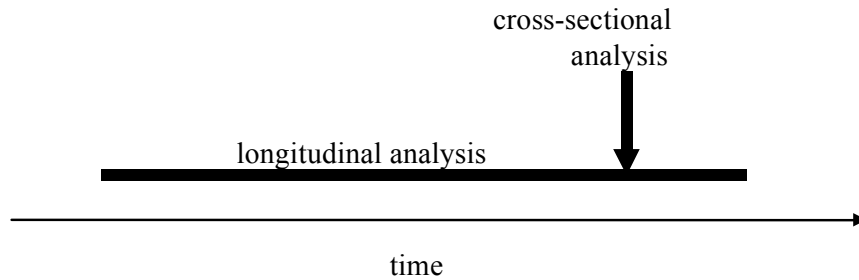 cross-sectional
analysis
longitudinal analysis
time